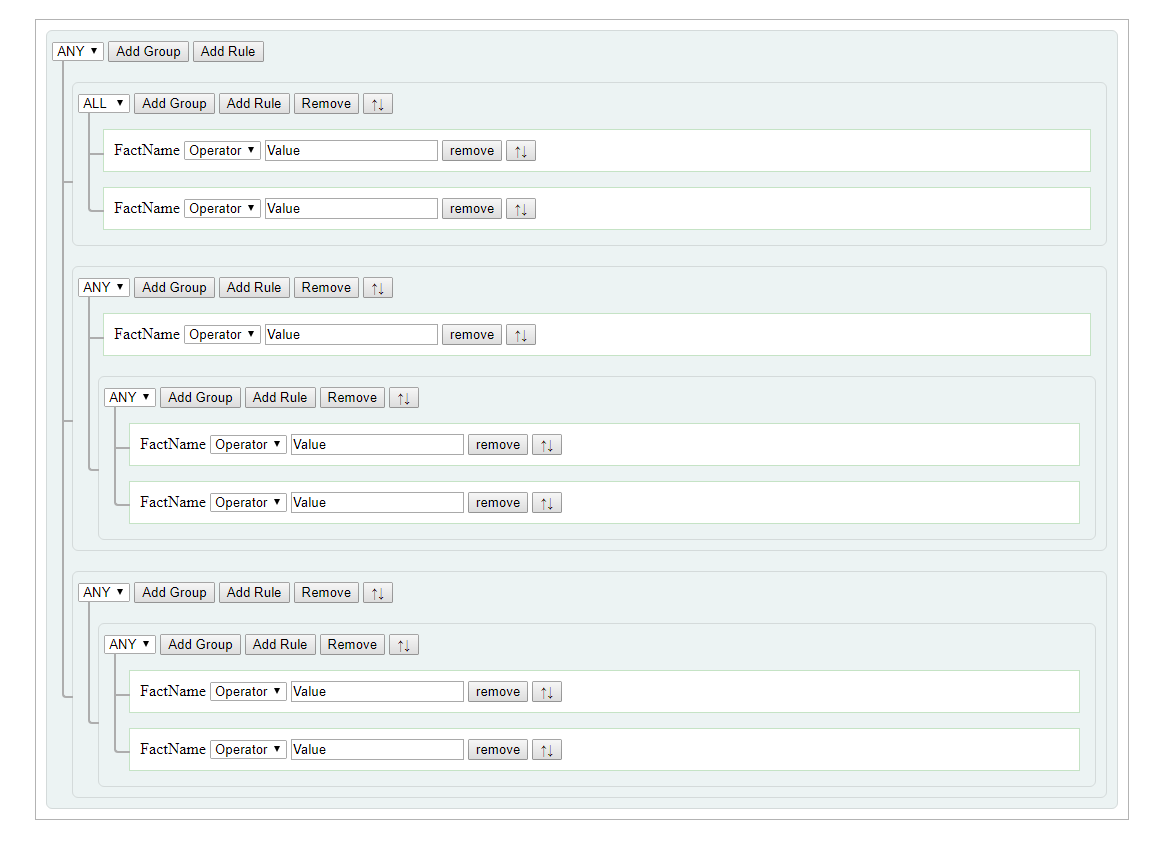 ANY ▼ Add Group Add Rule
ALL ▼ Add Group Add Rule Remove ↑↓
FactName Operator ▼ Value remove ↑↓
FactName Operator ▼ Value remove ↑↓
ANY ▼ Add Group Add Rule Remove ↑↓
FactName Operator ▼ Value remove ↑↓
ANY ▼ Add Group Add Rule Remove ↑↓
FactName Operator ▼ Value remove ↑↓
FactName Operator ▼ Value remove ↑↓
ANY ▼ Add Group Add Rule Remove ↑↓
ANY ▼ Add Group Add Rule Remove ↑↓
FactName Operator ▼ Value remove ↑↓
FactName Operator ▼ Value remove ↑↓